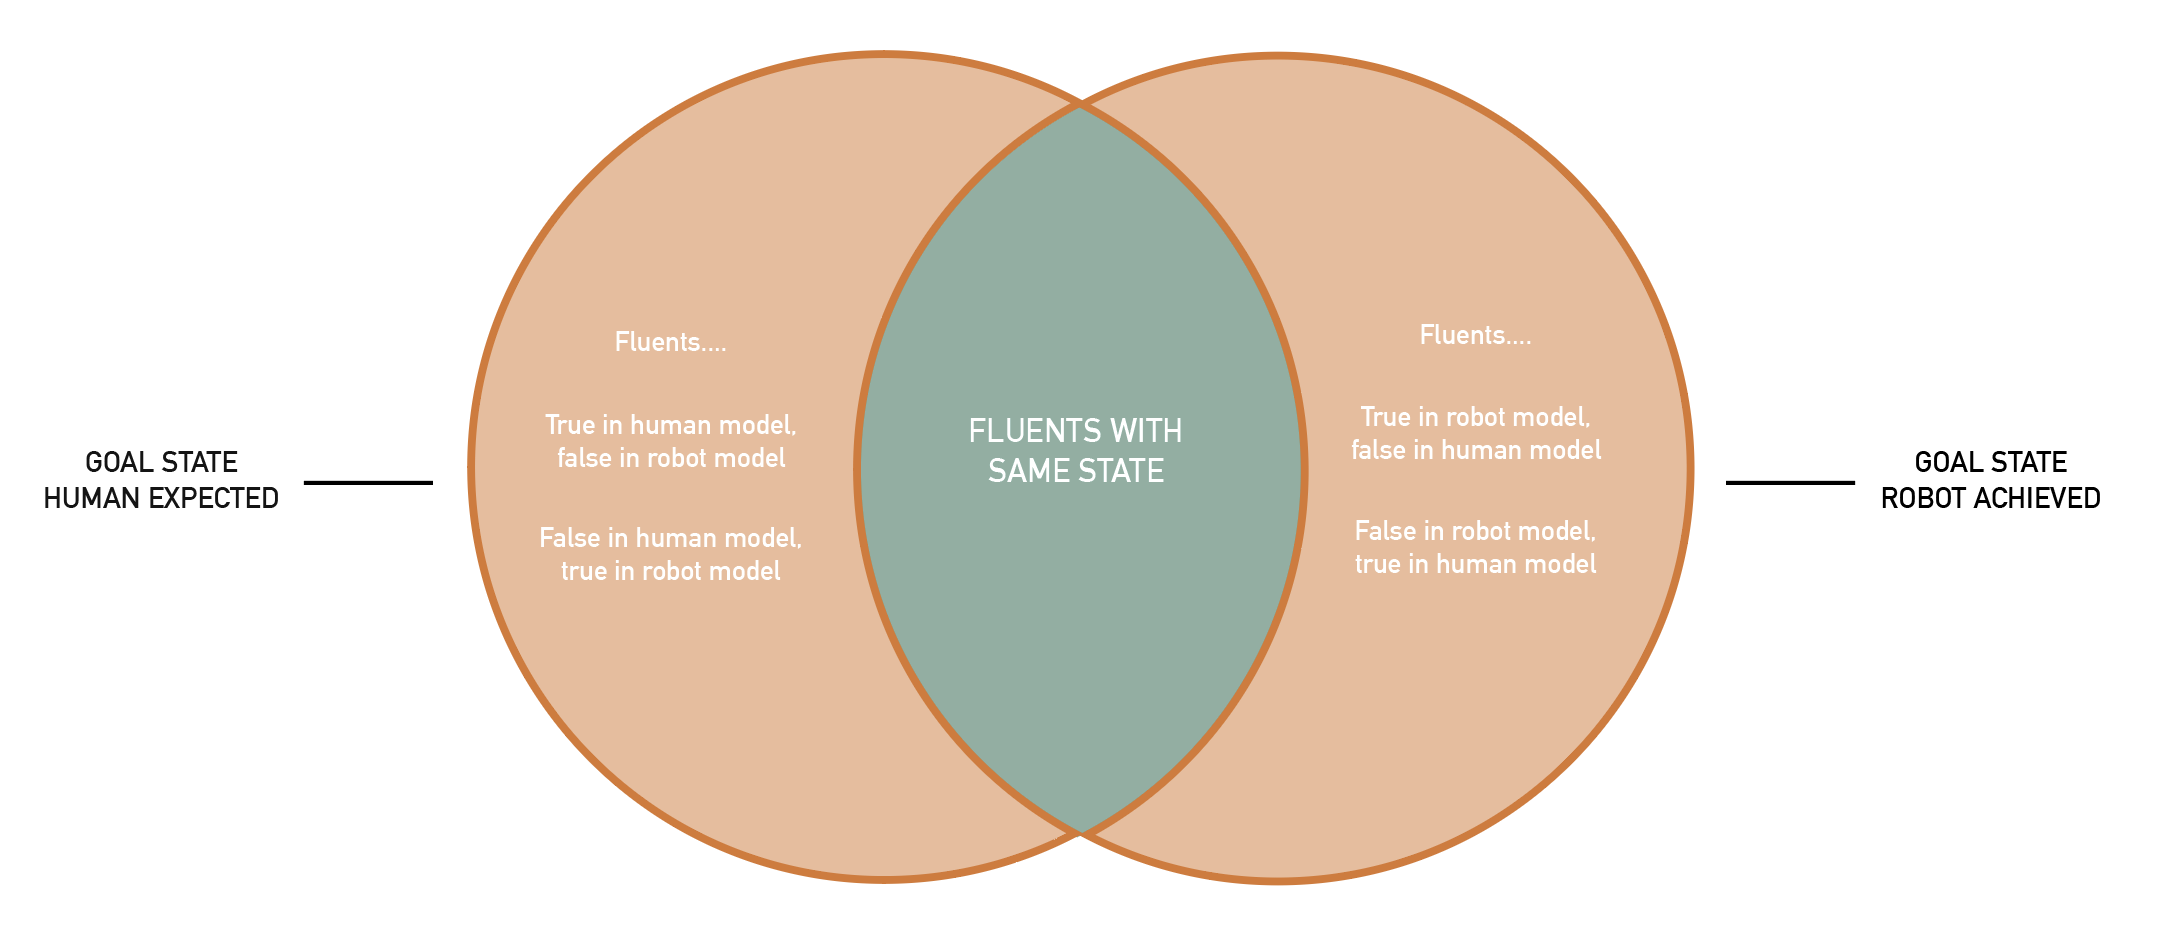 GOAL STATE
HUMAN EXPECTED
Fluents....
True in human model,
false in robot model
False in human model,
true in robot model
FLUENTS WITH
SAME STATE
Fluents....
True in robot model,
false in human model
False in robot model,
true in human model
GOAL STATE
ROBOT ACHIEVED